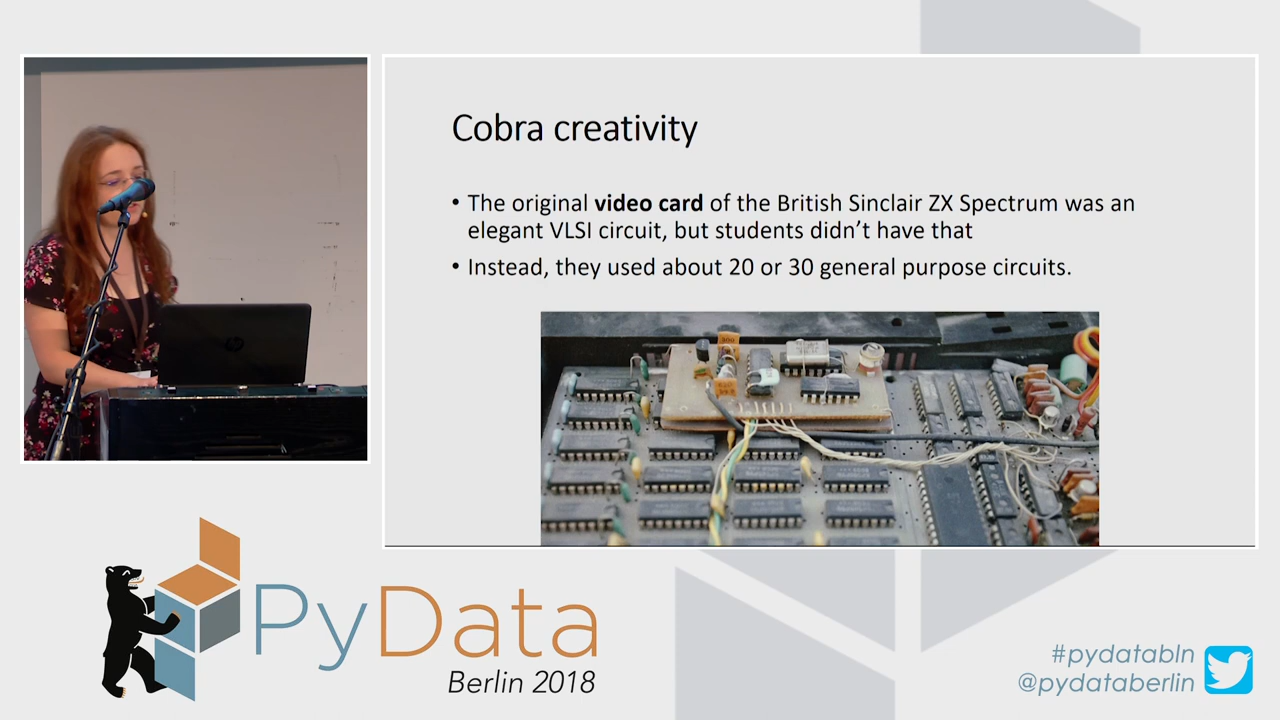 Cobra creativity
• The original video card of the British Sinclair ZX Spectrum was an
elegant VLSI circuit, but students didn't have that
• Instead, they used about 20 or 30 general purpose circuits.
PyData
Berlin 2018
#pydatabln
@pydataberlin